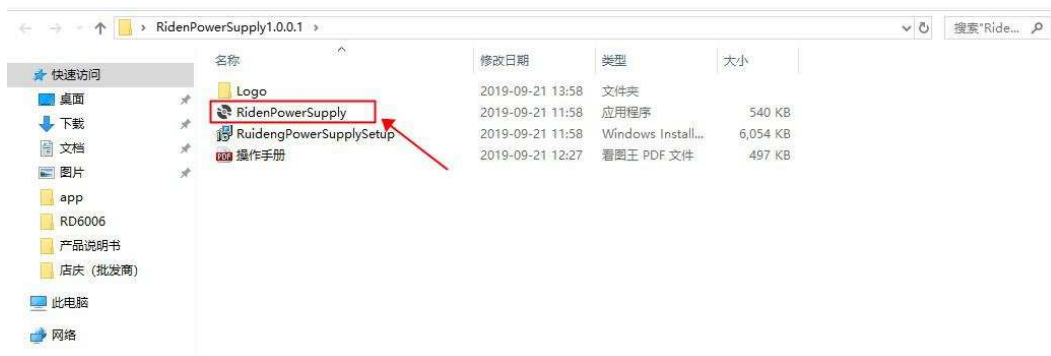 RidenPowerSupply1.0.0.1
搜索"Ride...
名称 修改日期 类型 大小
快速访问
桌面
下载
文档
图片
app
RD6006
产品说明书
店庆（批发商）
此电脑
网络
Logo 2019-09-21 13:58 文件夹
RidenPowerSupply 2019-09-21 11:58 应用程序 540 KB
RuidengPowerSupplySetup 2019-09-21 11:58 Windows Install... 6,054 KB
PDF 操作手册 2019-09-21 12:27 看图王 PDF 文件 497 KB